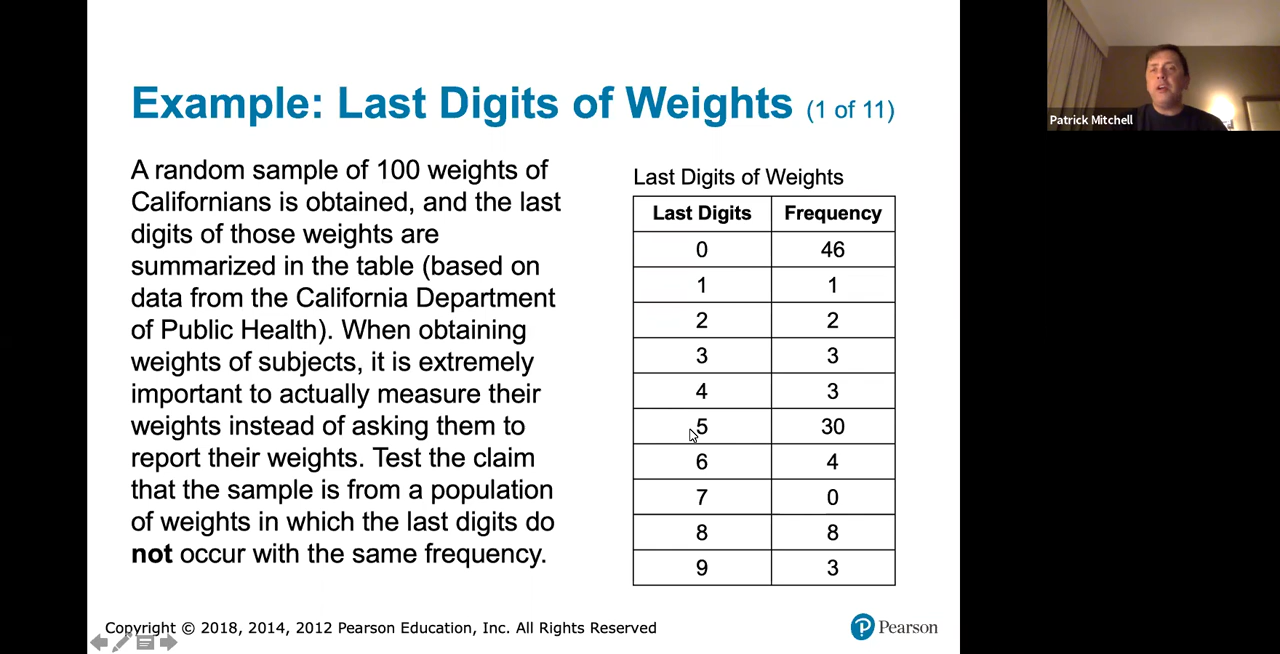 Example: Last Digits of Weights (1 of 11)
A random sample of 100 weights of
Californians is obtained, and the last
digits of those weights are
summarized in the table (based on
data from the California Department
of Public Health). When obtaining
weights of subjects, it is extremely
important to actually measure their
weights instead of asking them to
report their weights. Test the claim
that the sample is from a population
of weights in which the last digits do
not occur with the same frequency.
Last Digits of Weights
Last Digits Frequency
0 46
1 1
2 2
3 3
4 3
5 30
6 4
7 0
8 8
9 3
Copyright © 2018, 2014, 2012 Pearson Education, Inc. All Rights Reserved
P Pearson
Patrick Mitchell